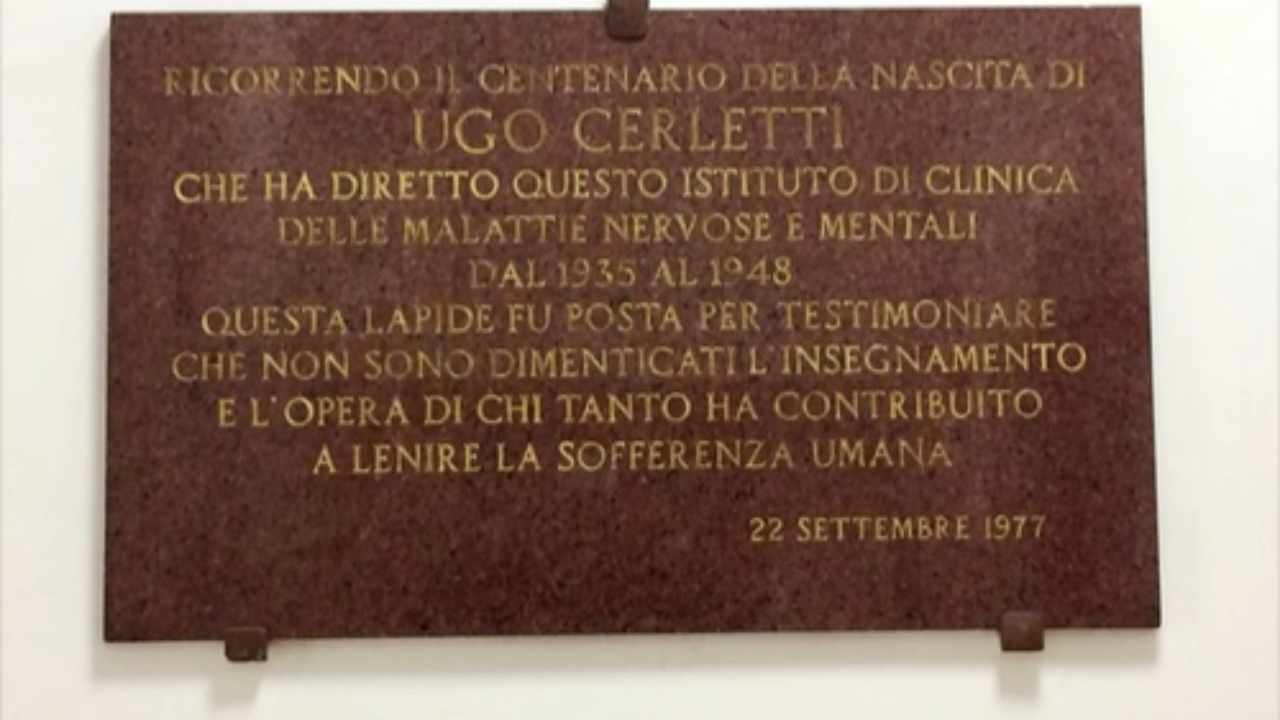 RICORRENDO IL CENTENARIO DELLA NASCITA DI
UGO CERLETTI
CHE HA DIRETTO QUESTO ISTITUTO DI CLINICA
DELLE MALATTIE NERVOSE E MENTALI
DAL 1935 AL 1948
QUESTA LAPIDE FU POSTA PER TESTIMONIARE
CHE NON SONO DIMENTICATI L'INSEGNAMENTO
E L'OPERA DI CHI TANTO HA CONTRIBUITO
A LENIRE LA SOFFERENZA UMANA
22 SETTEMBRE 1977